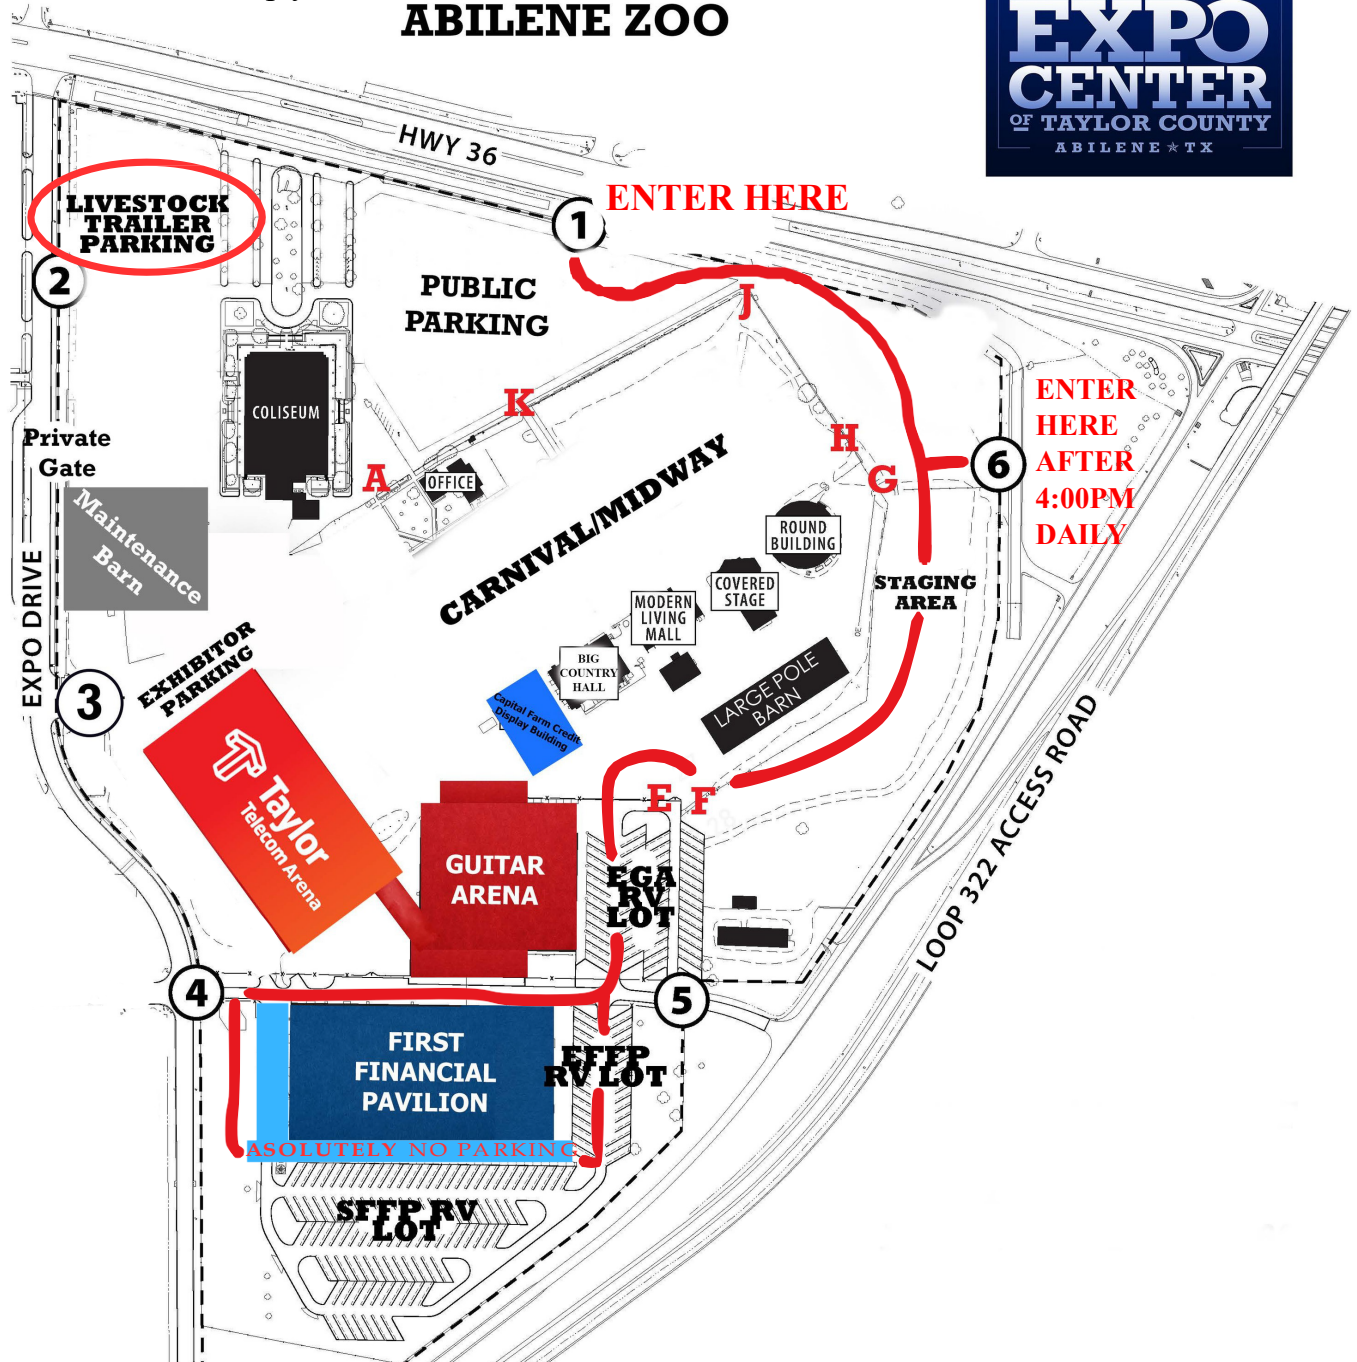 ABILENE ZOO
EXPO
CENTER
OF TAYLOR COUNTY
ABILENE★TX
HWY 36
ENTER HERE
1
LIVESTOCK
TRAILER
PARKING
2
PUBLIC
PARKING
J
COLISEUM
K
ENTER
HERE
AFTER
4:00PM
DAILY
H
6
G
Private
Gate
A
OFFICE
Maintenance
Barn
CARNIVAL/MIDWAY
ROUND
BUILDING
COVERED
STAGE
STAGING
AREA
MODERN
LIVING
MALL
EXPO DRIVE
EXHIBITOR
PARKING
BIG
COUNTRY
HALL
LARGE POLE
BARN
3
Capital Farm Credit
Display Building
Taylor
Telecom Arena
E
F
LOOP 322 ACCESS ROAD
GUITAR
ARENA
EGA
RV
LOT
4
5
FIRST
FINANCIAL
PAVILION
EFFP
RV LOT
ASOLUTELY NO PARKING
SFFP RV
LOT